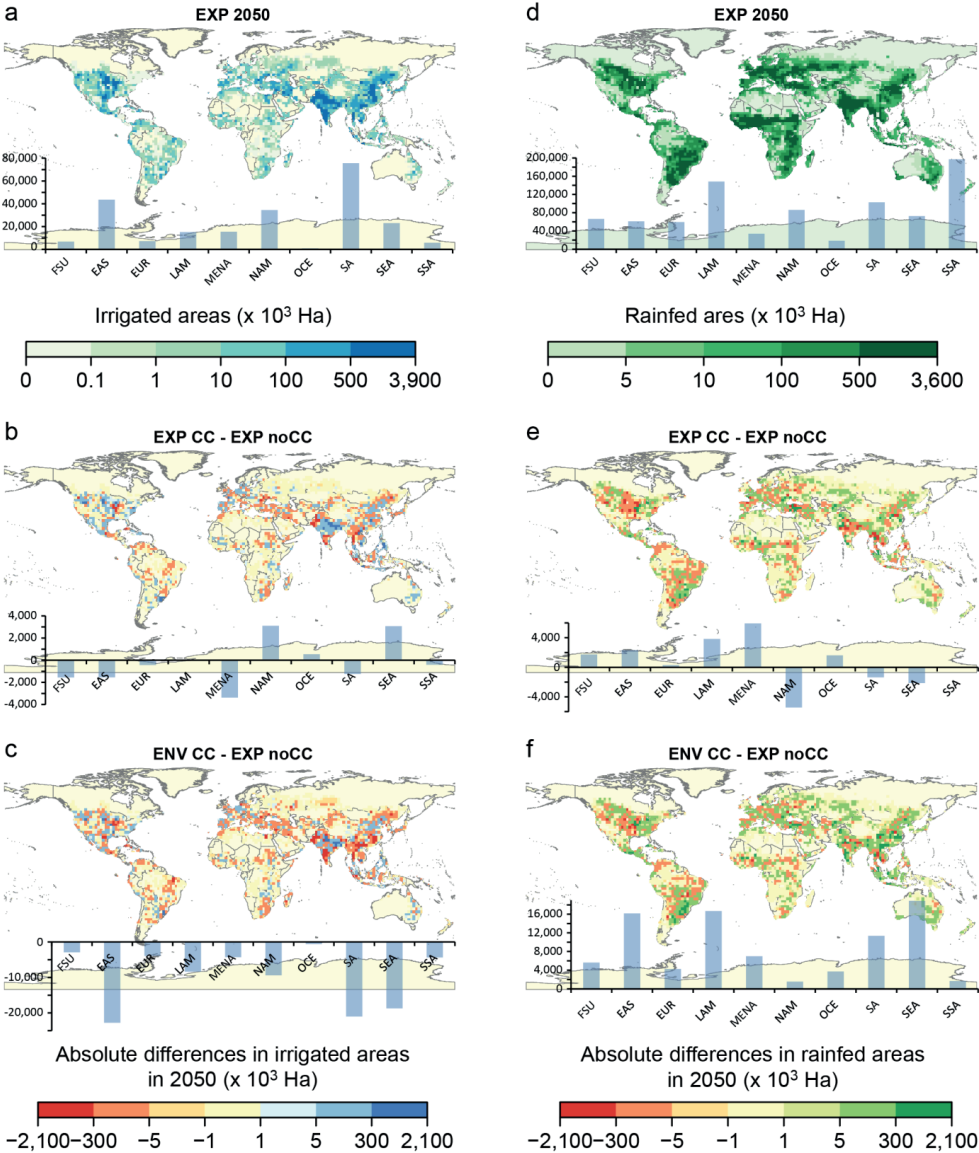 a
EXP 2050
80,000
60,000
40,000
20,000
0
FSU EAS EUR LAM MENA NAM OCE SA SEA SSA
Irrigated areas (x 10³ Ha)
0 0.1 1 10 100 500 3,900
d
EXP 2050
200,000
160,000
120,000
80,000
40,000
0
FSU EAS EUR LAM MENA NAM OCE SA SEA SSA
Rainfed ares (x 10³ Ha)
0 5 10 100 500 3,600
b
EXP CC - EXP noCC
4,000
2,000
0
-2,000
-4,000
FSU EAS EUR LAM MENA NAM OCE SA SEA SSA
e
EXP CC - EXP noCC
4,000
0
-4,000
FSU EAS EUR LAM MENA NAM OCE SA SEA SSA
c
ENV CC - EXP noCC
0
-10,000
-20,000
FSU EAS EUR LAM MENA NAM OCE SA SEA SSA
Absolute differences in irrigated areas
in 2050 (x 10³ Ha)
−2,100 −300 −5 −1 1 5 300 2,100
f
ENV CC - EXP noCC
16,000
12,000
8,000
4,000
0
FSU EAS EUR LAM MENA NAM OCE SA SEA SSA
Absolute differences in rainfed areas
in 2050 (x 10³ Ha)
−2,100 −300 −5 −1 1 5 300 2,100